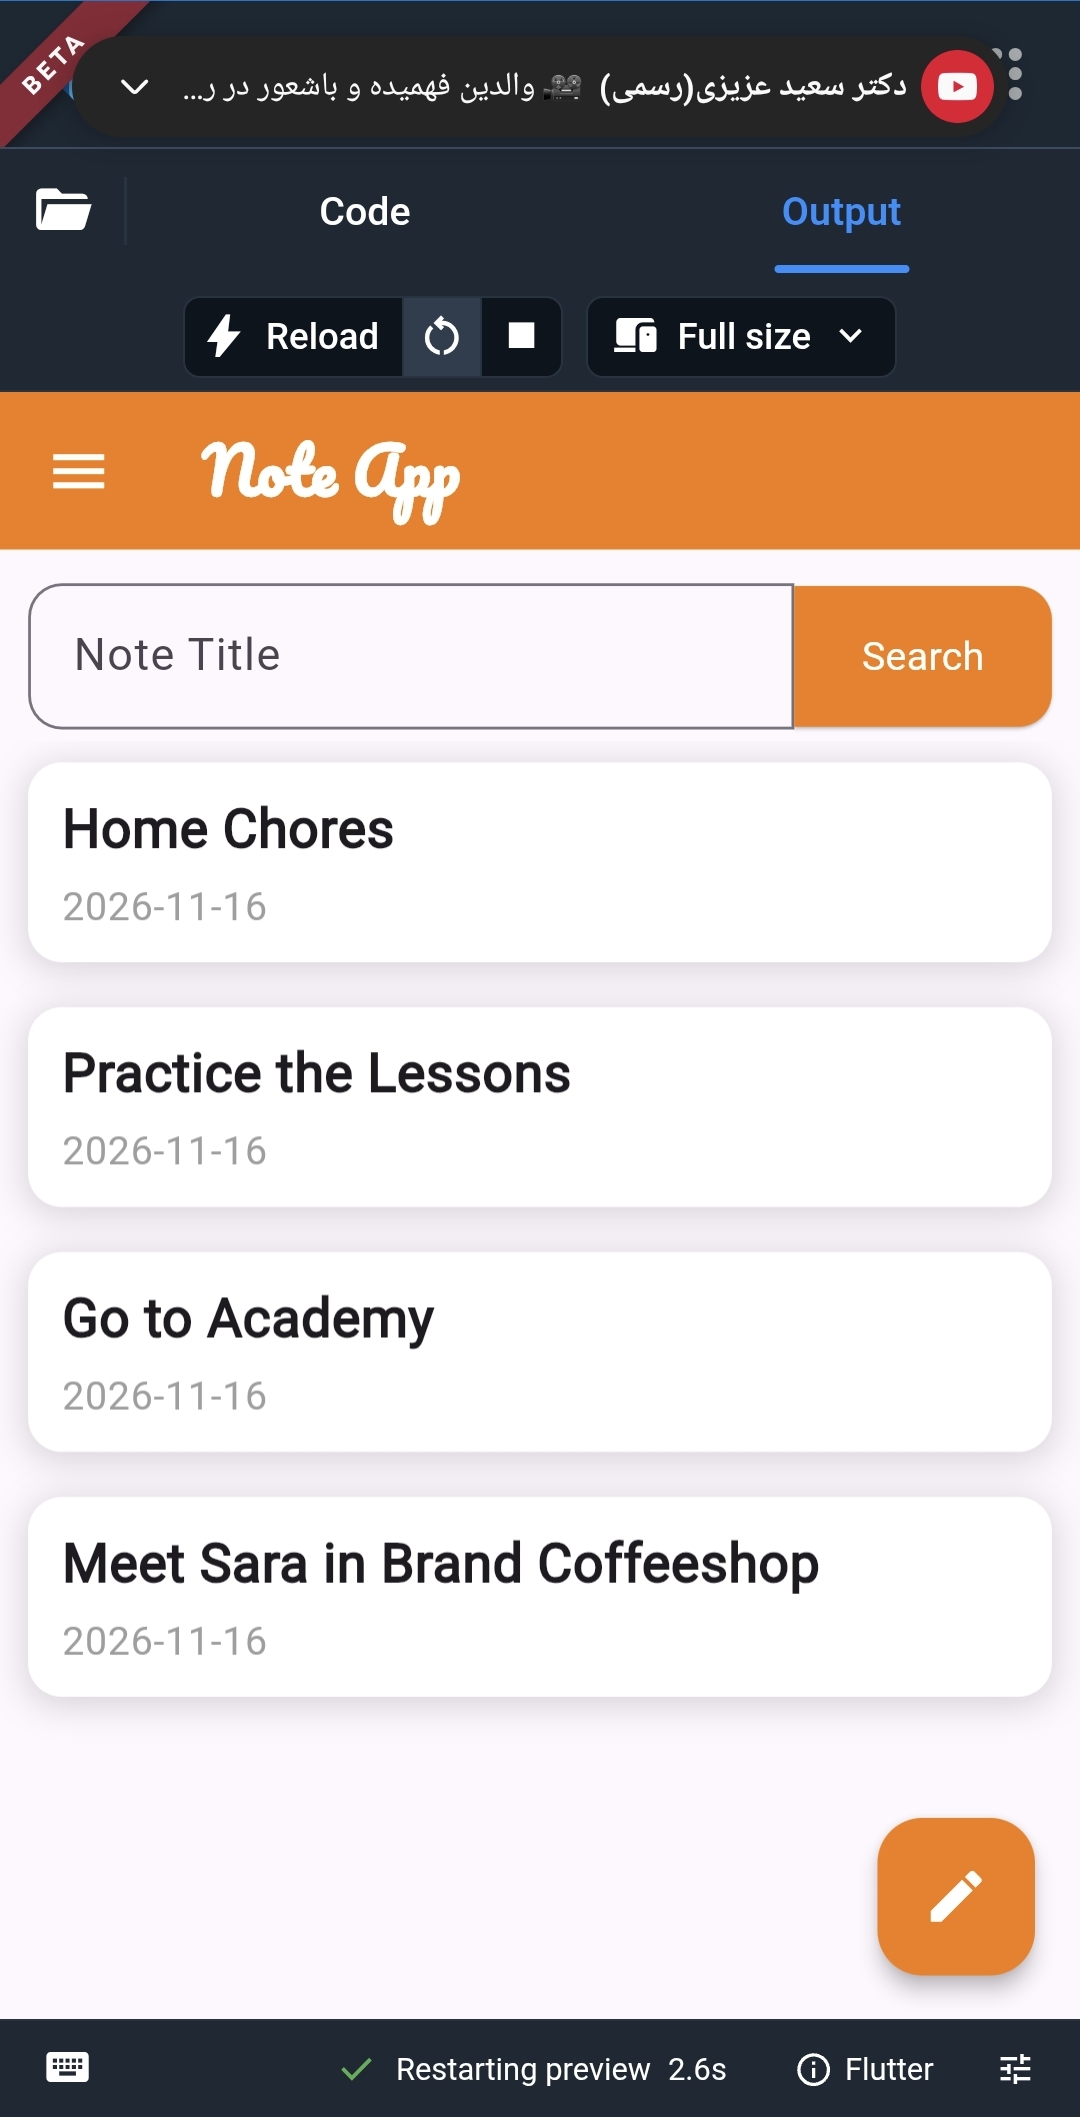 BETA
دکتر سعید عزیزی(رسمی) 📽 والدین فهمیده و باشعور در ر...
Code
Output
Reload
Full size
Note App
Note Title
Search
Home Chores
2026-11-16
Practice the Lessons
2026-11-16
Go to Academy
2026-11-16
Meet Sara in Brand Coffeeshop
2026-11-16
Restarting preview 2.6s
Flutter